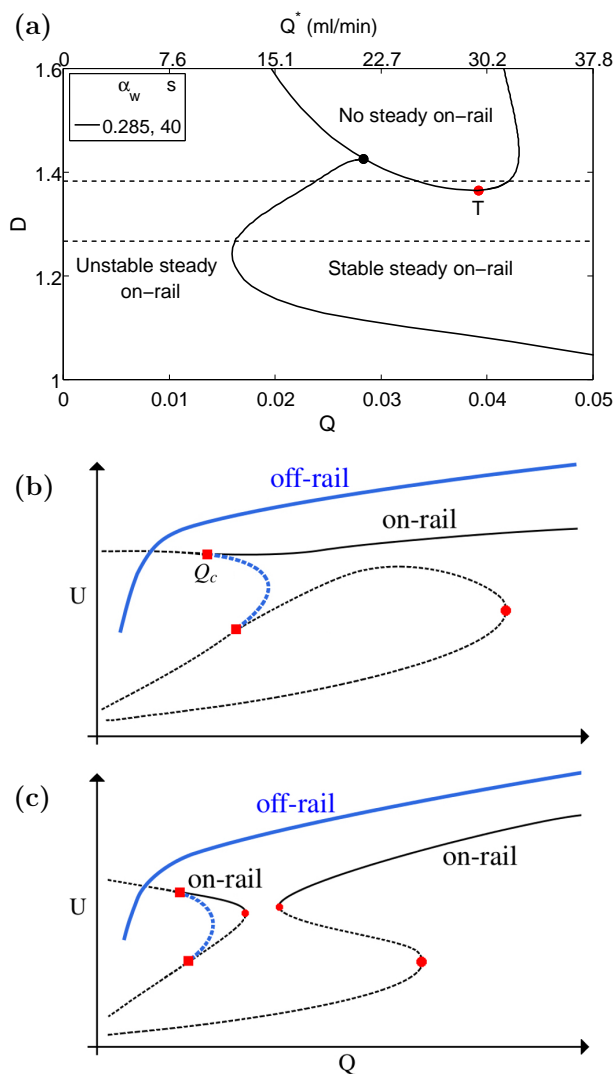 (a)
Q* (ml/min)
0 7.6 15.1 22.7 30.2 37.8
1.6
α_w s
0.285, 40
No steady on−rail
1.4
T
D
1.2
Unstable steady
on−rail
Stable steady on−rail
1
0 0.01 0.02 0.03 0.04 0.05
Q
(b)
off-rail
on-rail
Q_c
U
(c)
off-rail
on-rail
on-rail
U
Q